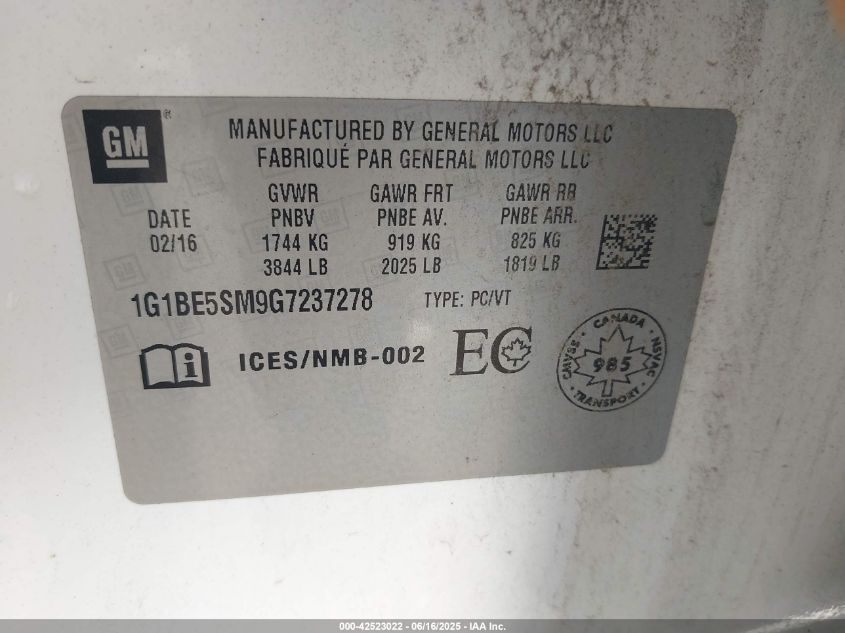 GM®
MANUFACTURED BY GENERAL MOTORS LLC
FABRIQUÉ PAR GENERAL MOTORS LLC
DATE
02/16
GVWR
PNBV
1744 KG
3844 LB
GAWR FRT
PNBE AV.
919 KG
2025 LB
GAWR RR
PNBE ARR.
825 KG
1819 LB
1G1BE5SM9G7237278 TYPE: PC/VT
i ICES/NMB-002 EC
CANADA
CMVSS 985 NSVAC
TRANSPORT
000-42523022 - 06/16/2025 - IAA Inc.